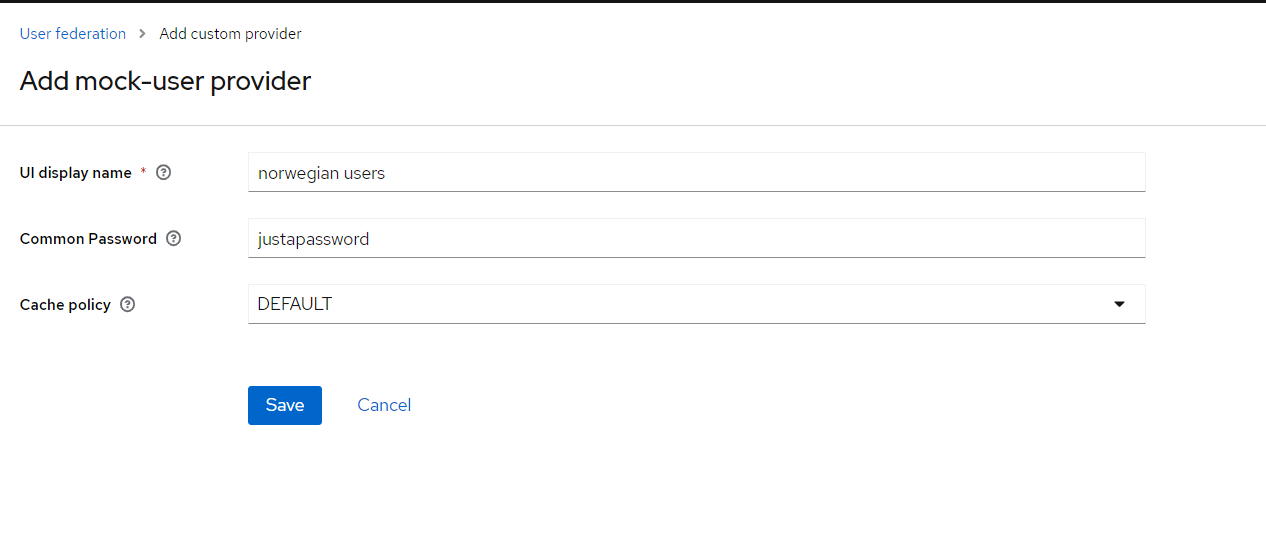 User federation > Add custom provider
Add mock-user provider
UI display name * norwegian users
Common Password justapassword
Cache policy DEFAULT
Save Cancel